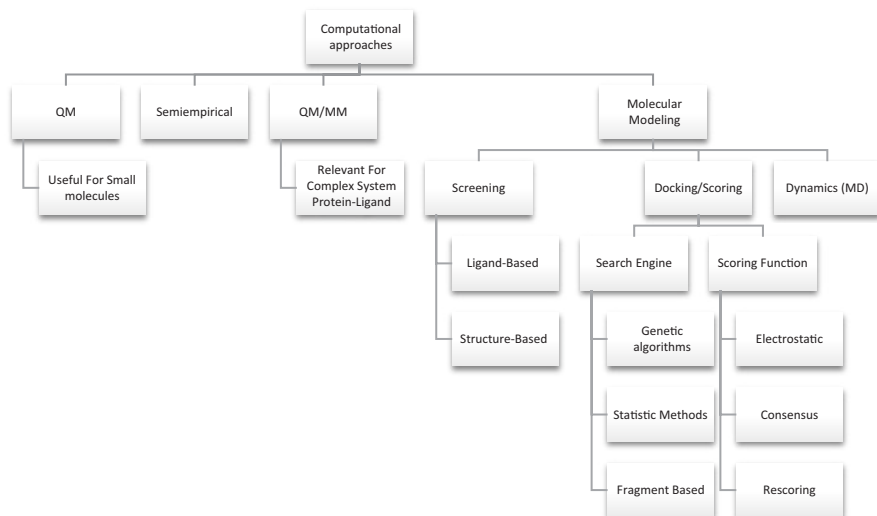 Computational
approaches
QM
Semiempirical
QM/MM
Molecular
Modeling
Useful For Small
molecules
Relevant For
Complex System
Protein-Ligand
Screening
Docking/Scoring
Dynamics (MD)
Ligand-Based
Search Engine
Scoring Function
Structure-Based
Genetic
algorithms
Electrostatic
Statistic Methods
Consensus
Fragment Based
Rescoring